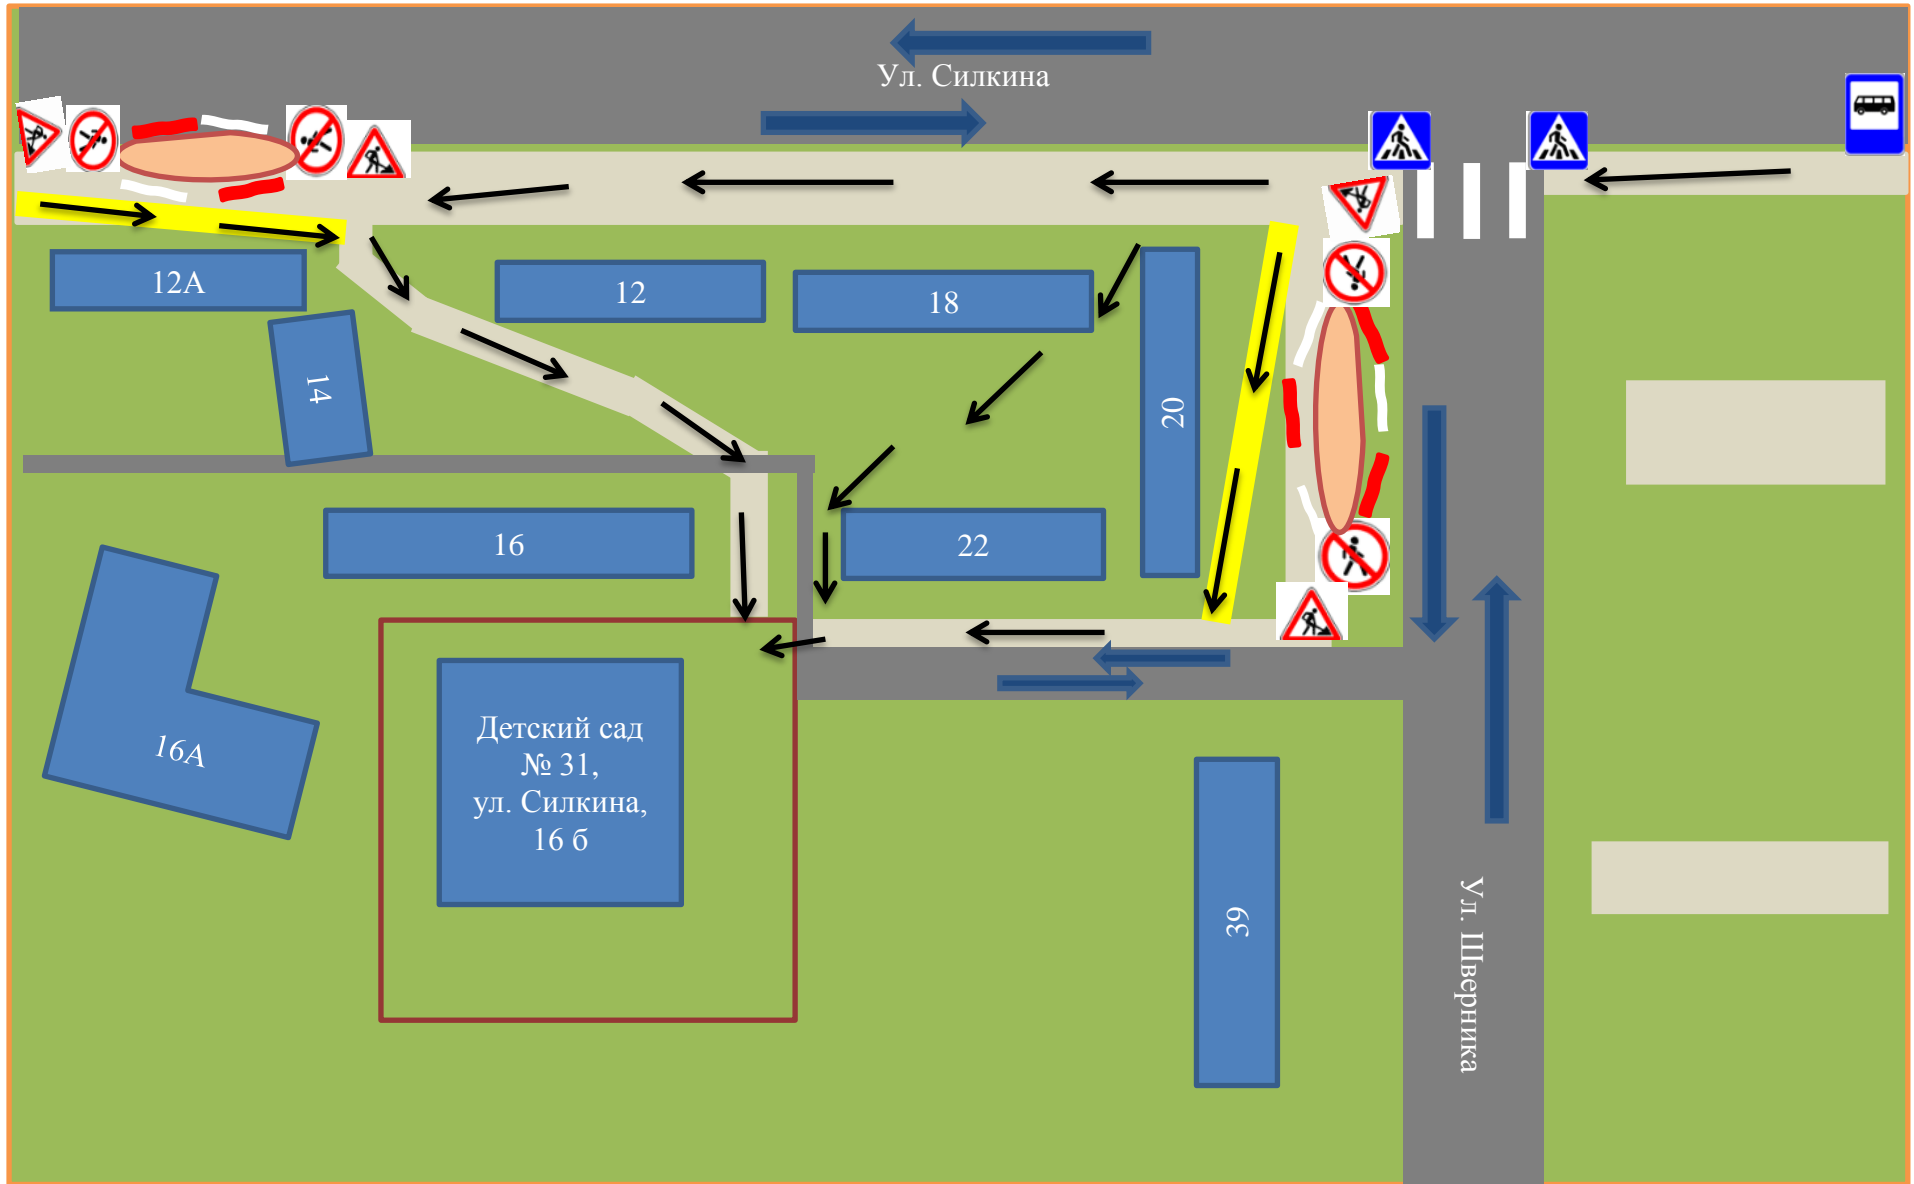 Ул. Силкина
12А
12
18
14
20
16
22
16А
Детский сад
№ 31,
ул. Силкина,
16 б
39
Ул. Шверника